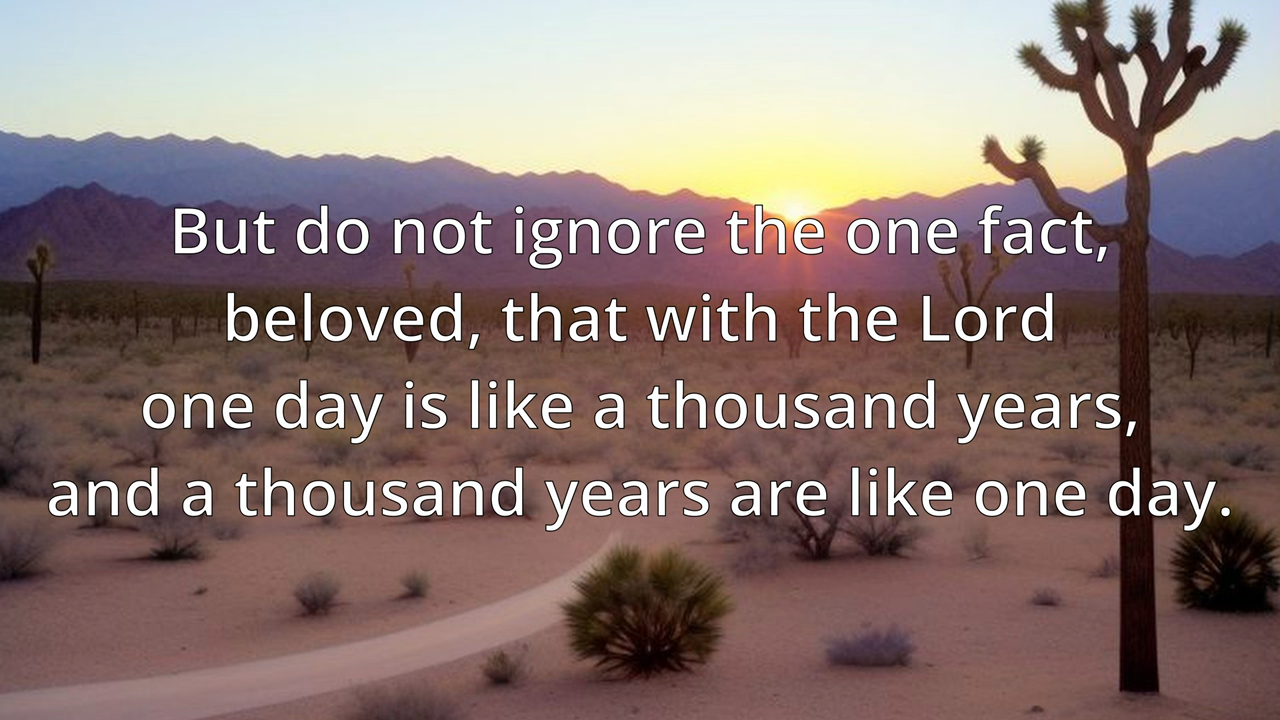 But do not ignore the one fact,
beloved, that with the Lord
one day is like a thousand years,
and a thousand years are like one day.